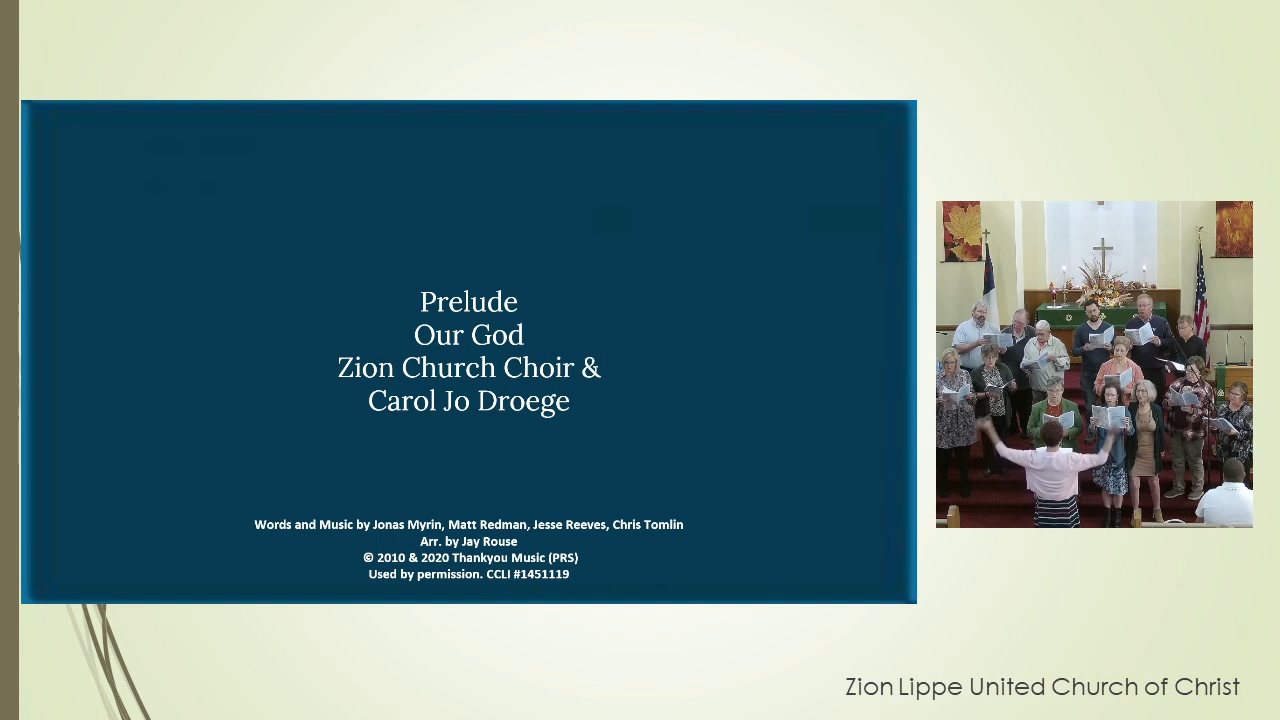 Prelude
Our God
Zion Church Choir &
Carol Jo Droege
Words and Music by Jonas Myrin, Matt Redman, Jesse Reeves, Chris Tomlin
Arr. by Jay Rouse
© 2010 & 2020 Thankyou Music (PRS)
Used by permission. CCLI #1451119
Zion Lippe United Church of Christ